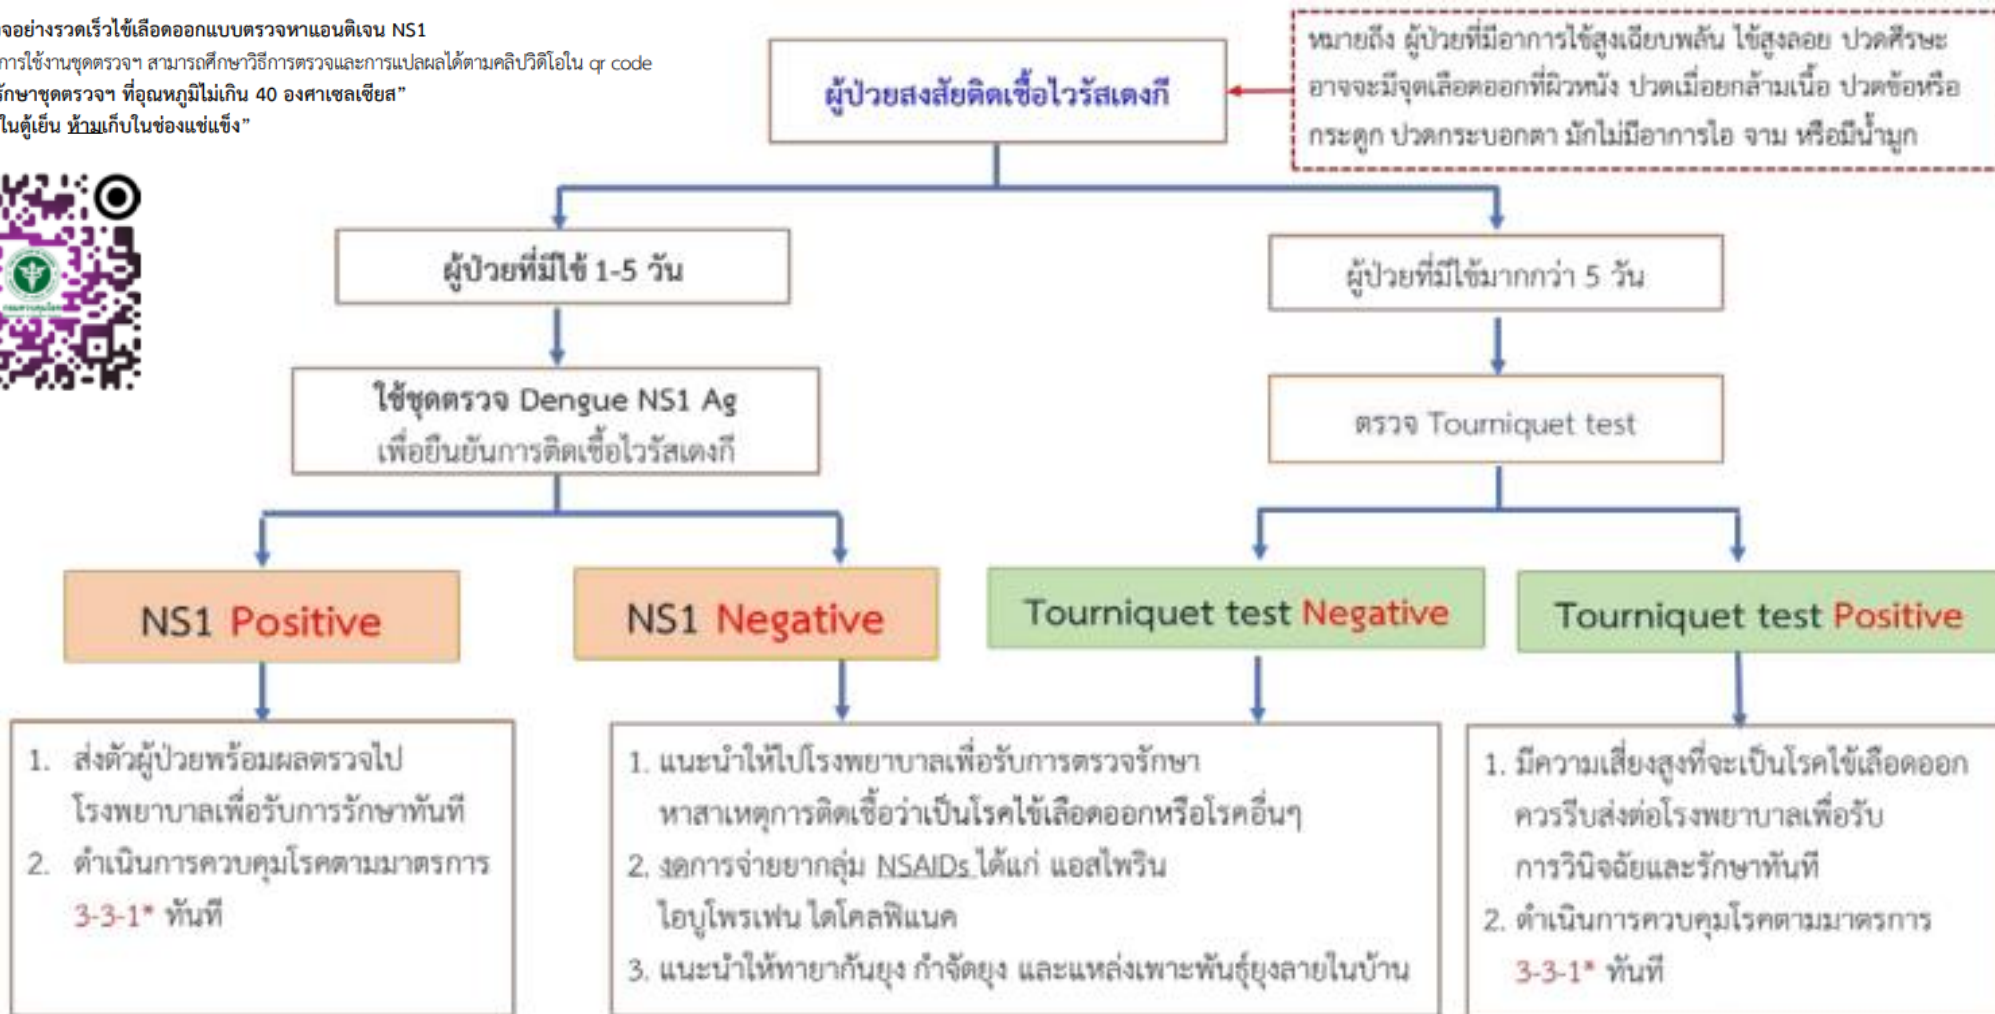 จอย่างรวดเร็วไข้เลือดออกแบบตรวจหาแอนติเจน NS1
การใช้งานชุดตรวจฯ สามารถศึกษาวิธีการตรวจและการแปลผลได้ตามคลิปวิดิโอใน qr code
รักษาชุดตรวจฯ ที่อุณหภูมิไม่เกิน 40 องศาเซลเซียส”
ในตู้เย็น ห้ามเก็บในช่องแช่แข็ง”
ผู้ป่วยสงสัยติดเชื้อไวรัสเดงกี
หมายถึง ผู้ป่วยที่มีอาการไข้สูงเฉียบพลัน ไข้สูงลอย ปวดศีรษะ
อาจจะมีจุดเลือดออกที่ผิวหนัง ปวดเมื่อยกล้ามเนื้อ ปวดข้อหรือ
กระดูก ปวดกระบอกตา มักไม่มีอาการไอ จาม หรือมีน้ำมูก
ผู้ป่วยที่มีไข้ 1-5 วัน
ผู้ป่วยที่มีไข้มากกว่า 5 วัน
ใช้ชุดตรวจ Dengue NS1 Ag
เพื่อยืนยันการติดเชื้อไวรัสเดงกี
ตรวจ Tourniquet test
NS1 Positive
NS1 Negative
Tourniquet test Negative
Tourniquet test Positive
1. ส่งตัวผู้ป่วยพร้อมผลตรวจไป
โรงพยาบาลเพื่อรับการรักษาทันที
2. ดำเนินการควบคุมโรคตามมาตรการ
3-3-1* ทันที
1. แนะนำให้ไปโรงพยาบาลเพื่อรับการตรวจรักษา
หาสาเหตุการติดเชื้อว่าเป็นโรคไข้เลือดออกหรือโรคอื่นๆ
2. งดการจ่ายยากลุ่ม NSAIDs ได้แก่ แอสไพริน
ไอบูโพรเฟน ไดโคลฟิแนค
3. แนะนำให้ทายากันยุง กำจัดยุง และแหล่งเพาะพันธุ์ยุงลายในบ้าน
1. มีความเสี่ยงสูงที่จะเป็นโรคไข้เลือดออก
ควรรีบส่งต่อโรงพยาบาลเพื่อรับ
การวินิจฉัยและรักษาทันที
2. ดำเนินการควบคุมโรคตามมาตรการ
3-3-1* ทันที